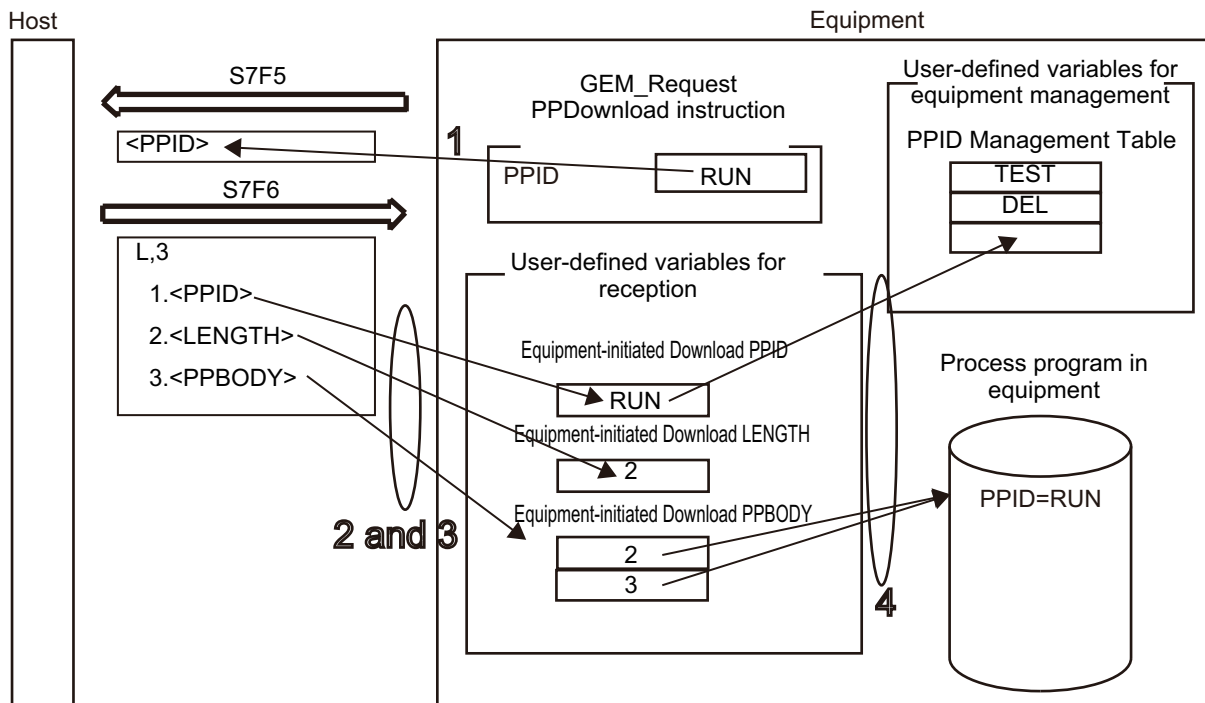 Host
Equipment
S7F5
<PPID>
1
S7F6
L,3
1.<PPID>
2.<LENGTH>
3.<PPBODY>
2 and 3
GEM_Request
PPDownload instruction
PPID
RUN
User-defined variables for
reception
Equipment-initiated Download PPID
RUN
Equipment-initiated Download LENGTH
2
Equipment-initiated Download PPBODY
2
3
4
User-defined variables for
equipment management
PPID Management Table
TEST
DEL
Process program in
equipment
PPID=RUN